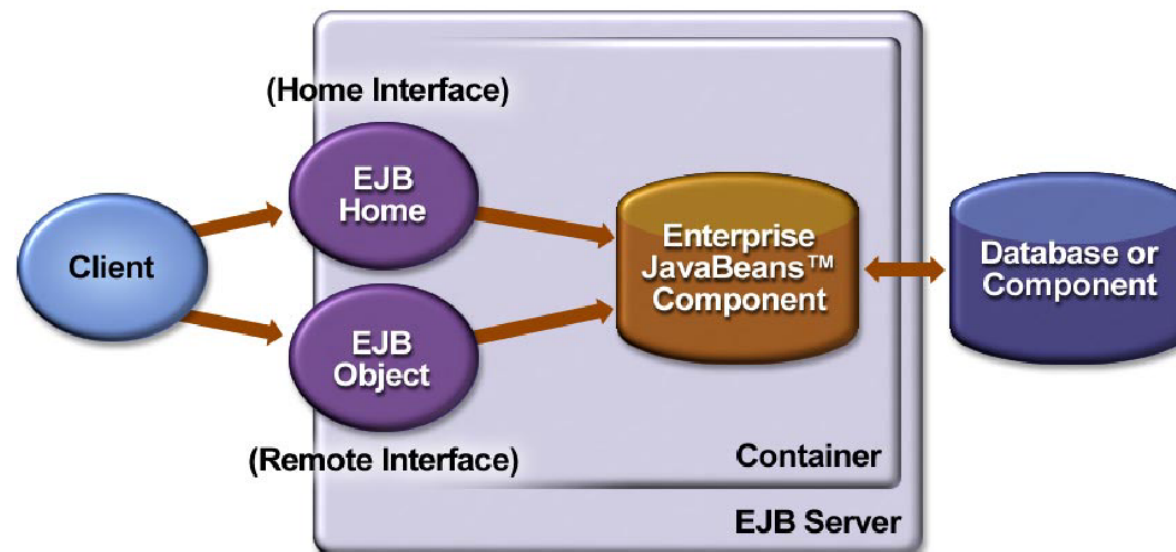 (Home Interface)
EJB
Home
Client
EJB
Object
(Remote Interface)
Enterprise
JavaBeans™
Component
Database or
Component
Container
EJB Server